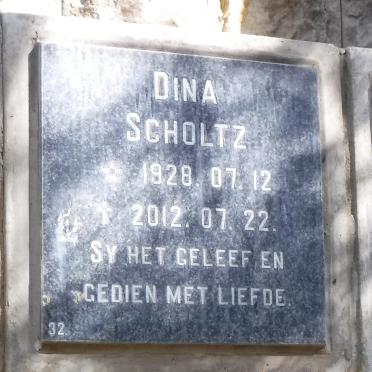 DINA
SCHOLTZ
* 1928.07.12
† 2012.07.22.
SY HET GELEEF EN
GEDIEN MET LIEFDE.
32